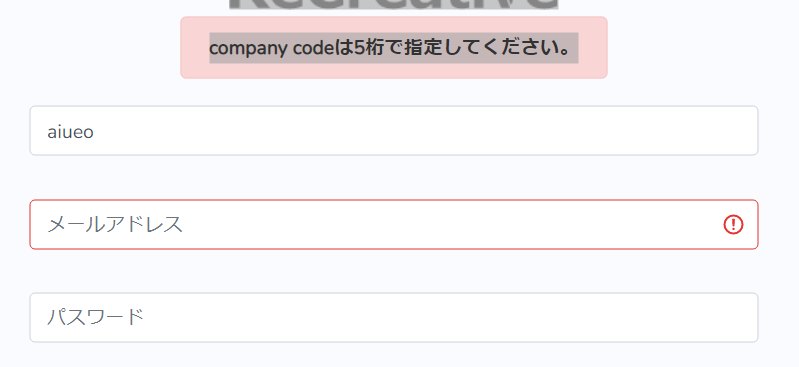 Recreative
company codeは5桁で指定してください。
aiueo
メールアドレス
パスワード